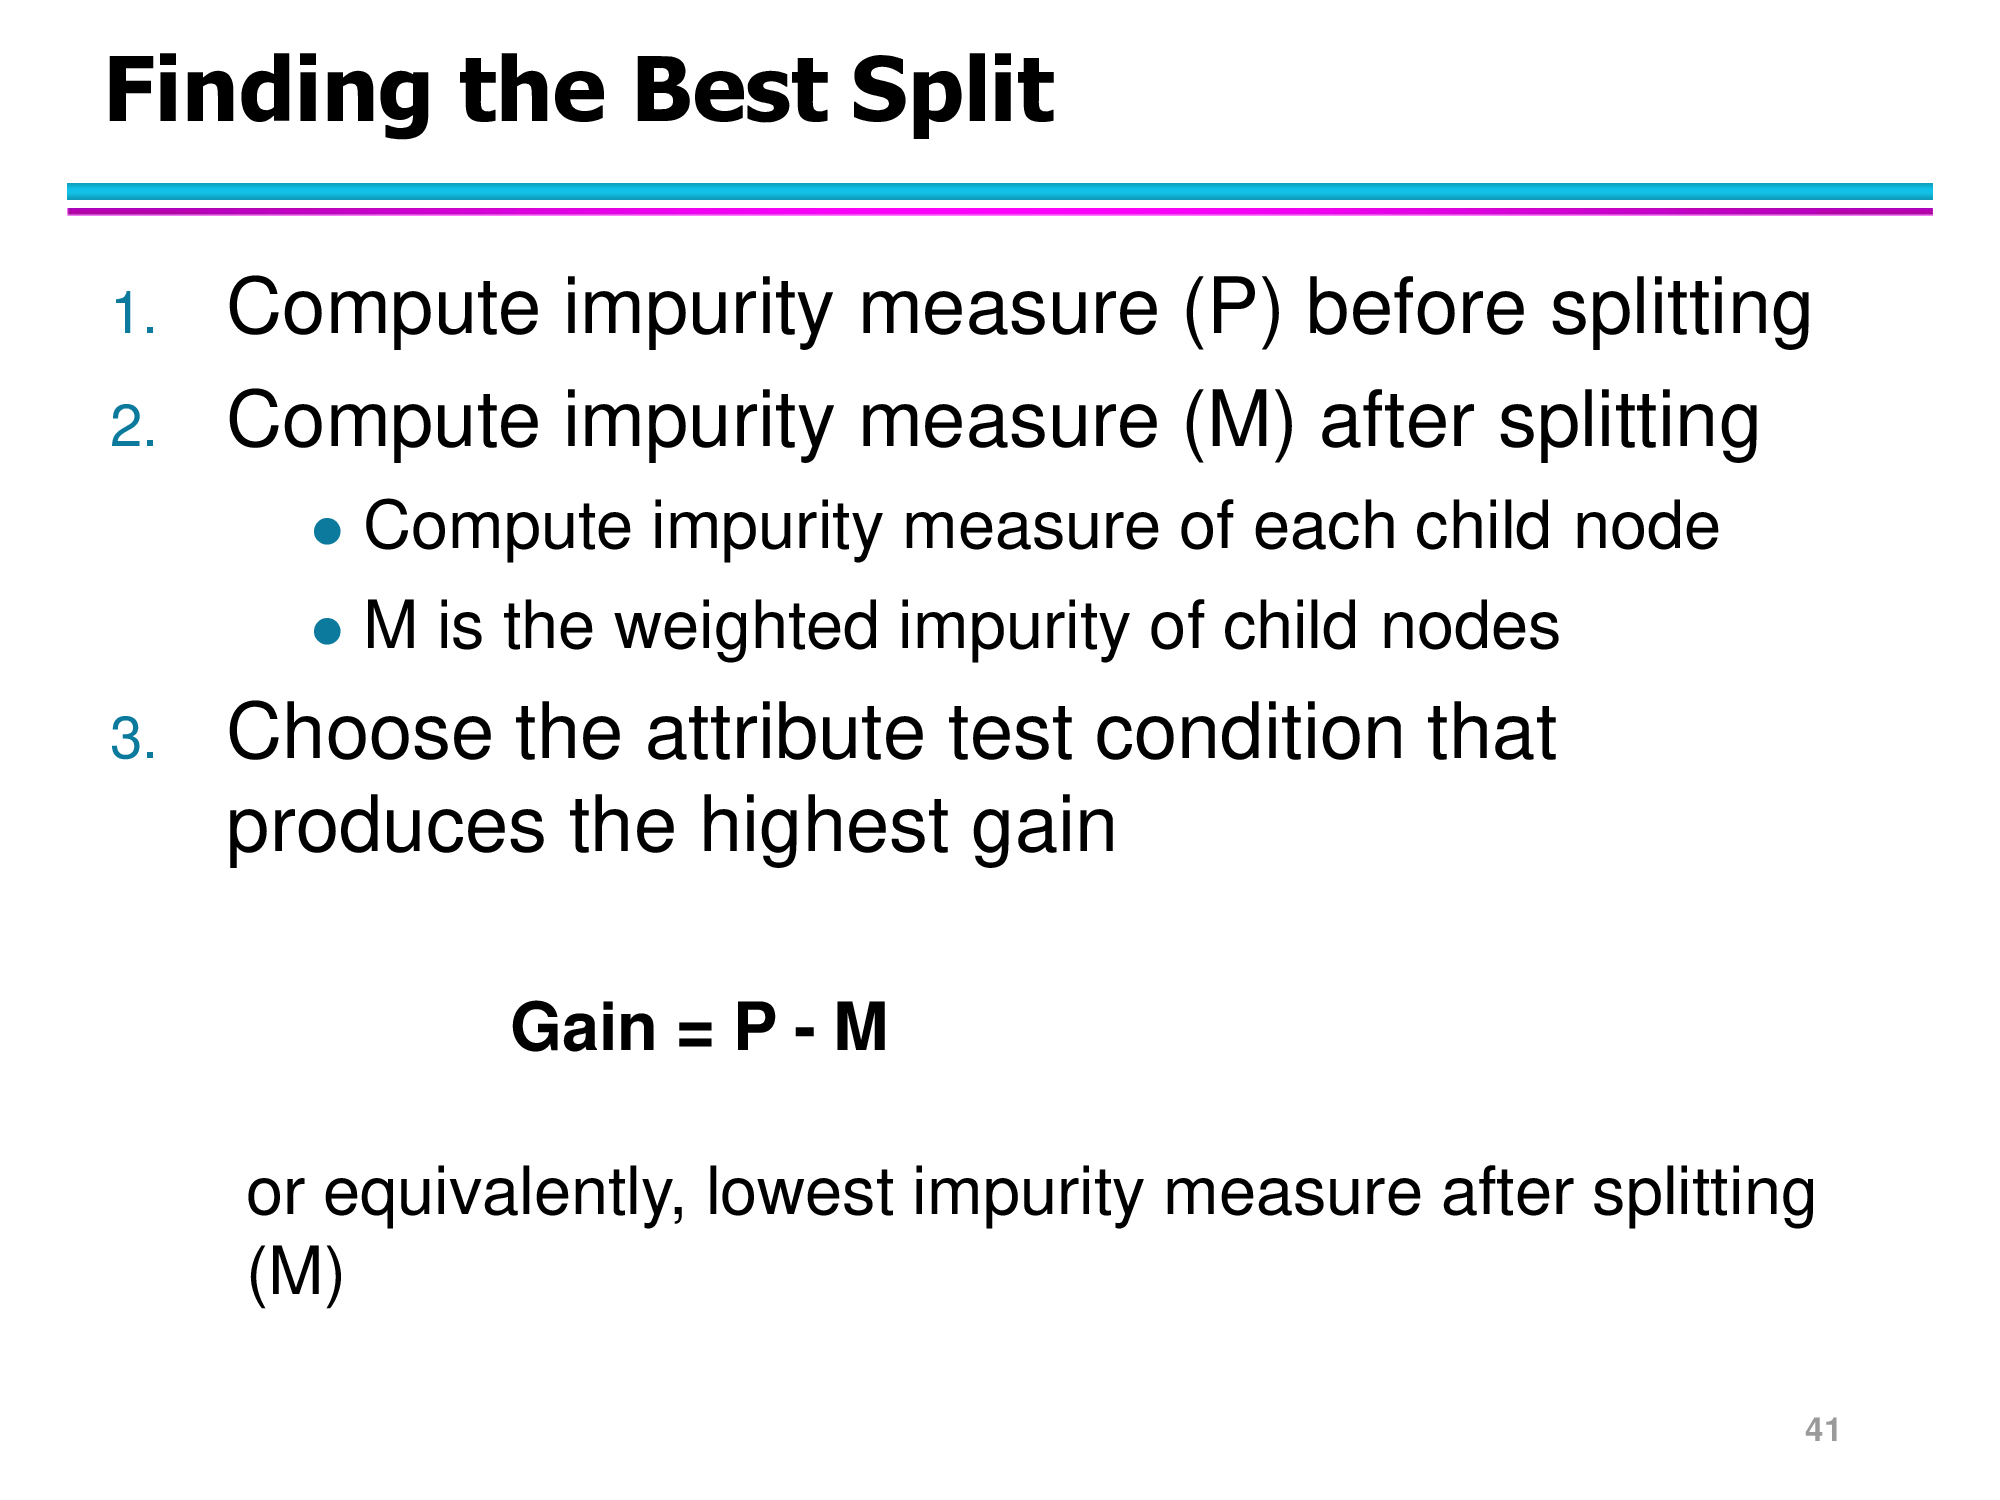 Finding the Best Split
1. Compute impurity measure (P) before splitting
2. Compute impurity measure (M) after splitting
● Compute impurity measure of each child node
● M is the weighted impurity of child nodes
3. Choose the attribute test condition that
produces the highest gain
Gain = P - M
or equivalently, lowest impurity measure after splitting
(M)
41